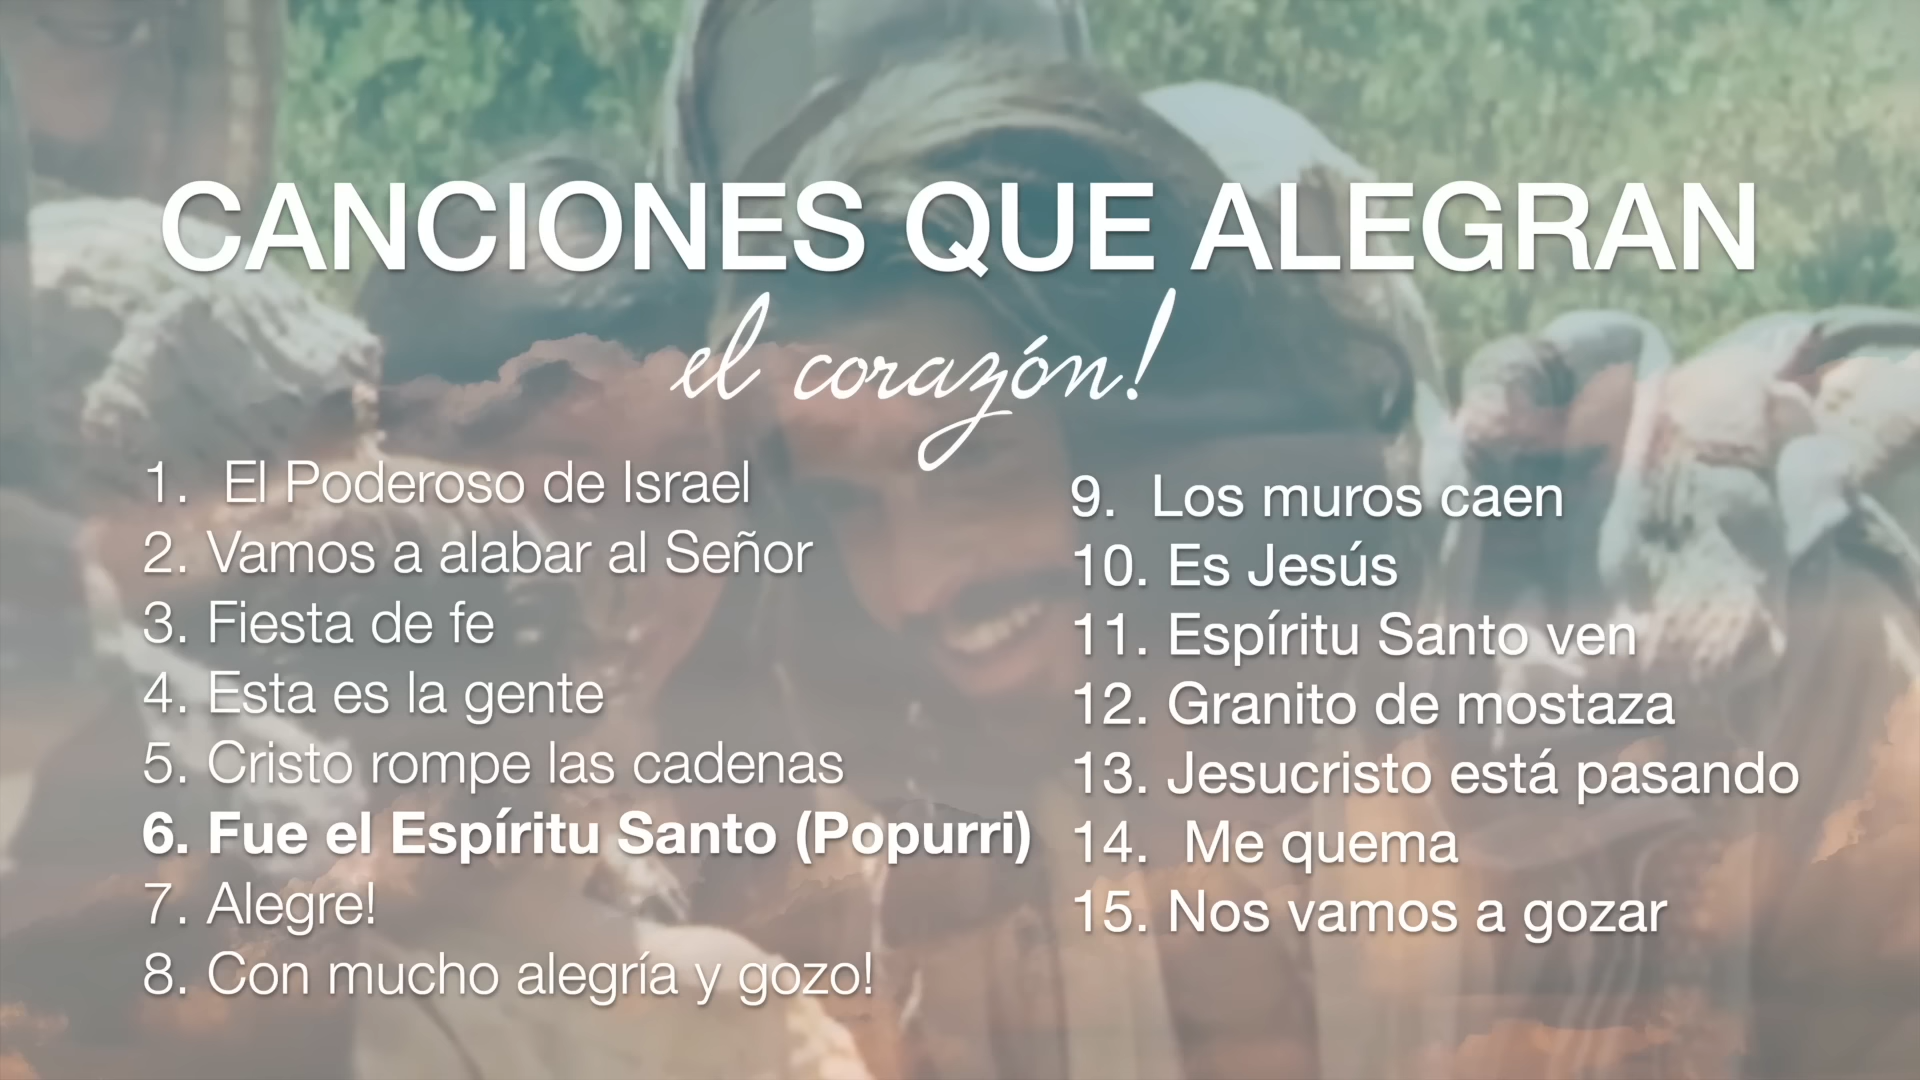 CANCIONES QUE ALEGRAN
el corazón!
1. El Poderoso de Israel
2. Vamos a alabar al Señor
3. Fiesta de fe
4. Esta es la gente
5. Cristo rompe las cadenas
6. Fue el Espíritu Santo (Popurri)
7. Alegre!
8. Con mucho alegría y gozo!
9. Los muros caen
10. Es Jesús
11. Espíritu Santo ven
12. Granito de mostaza
13. Jesucristo está pasando
14. Me quema
15. Nos vamos a gozar